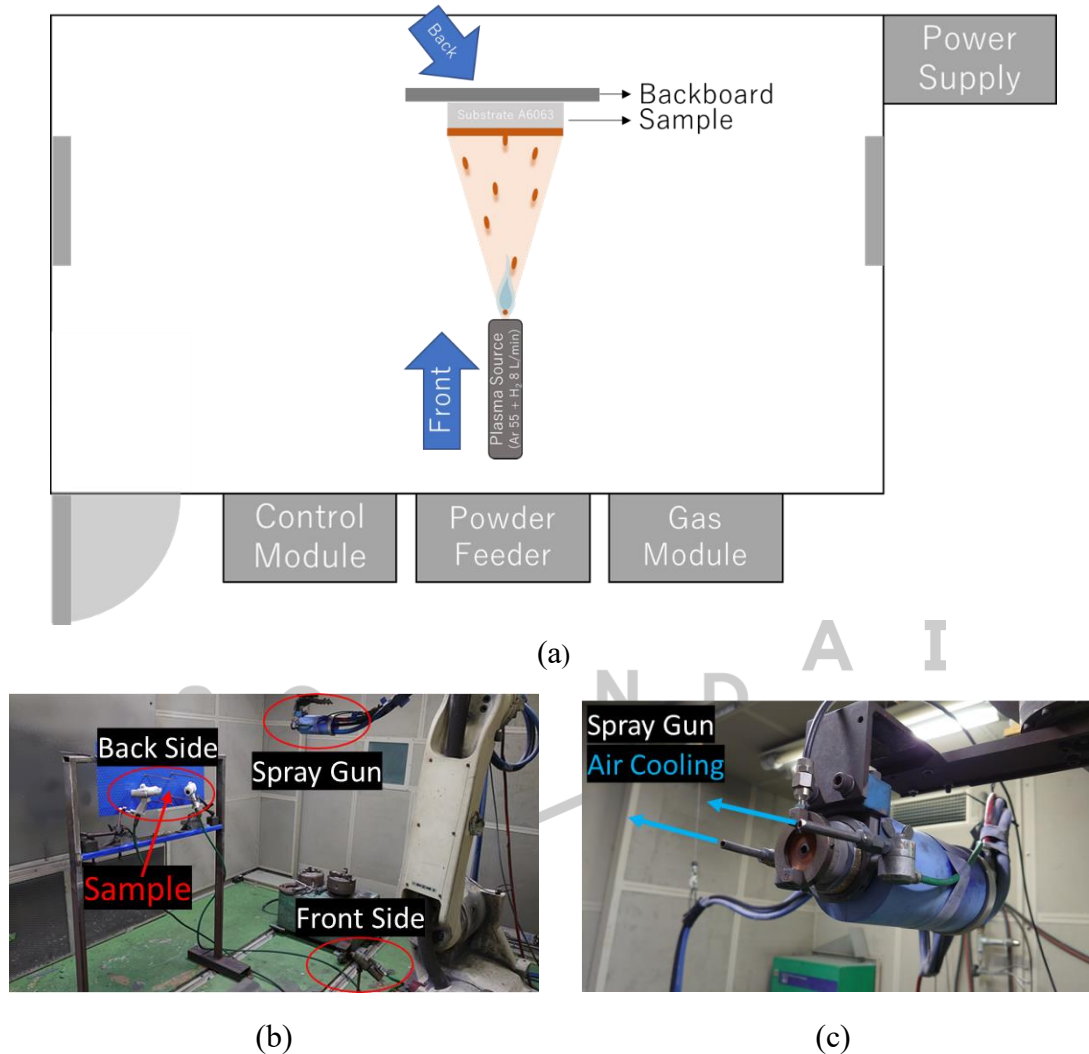 Back
Power
Supply
Backboard
Substrate A6063
Sample
Front
Plasma Source
(Ar 55 + H₂ 8 L/min)
Control
Module
Powder
Feeder
Gas
Module
(a)
A I
N D
Back Side
Spray Gun
Sample
Front Side
Spray Gun
Air Cooling
(b)
(c)